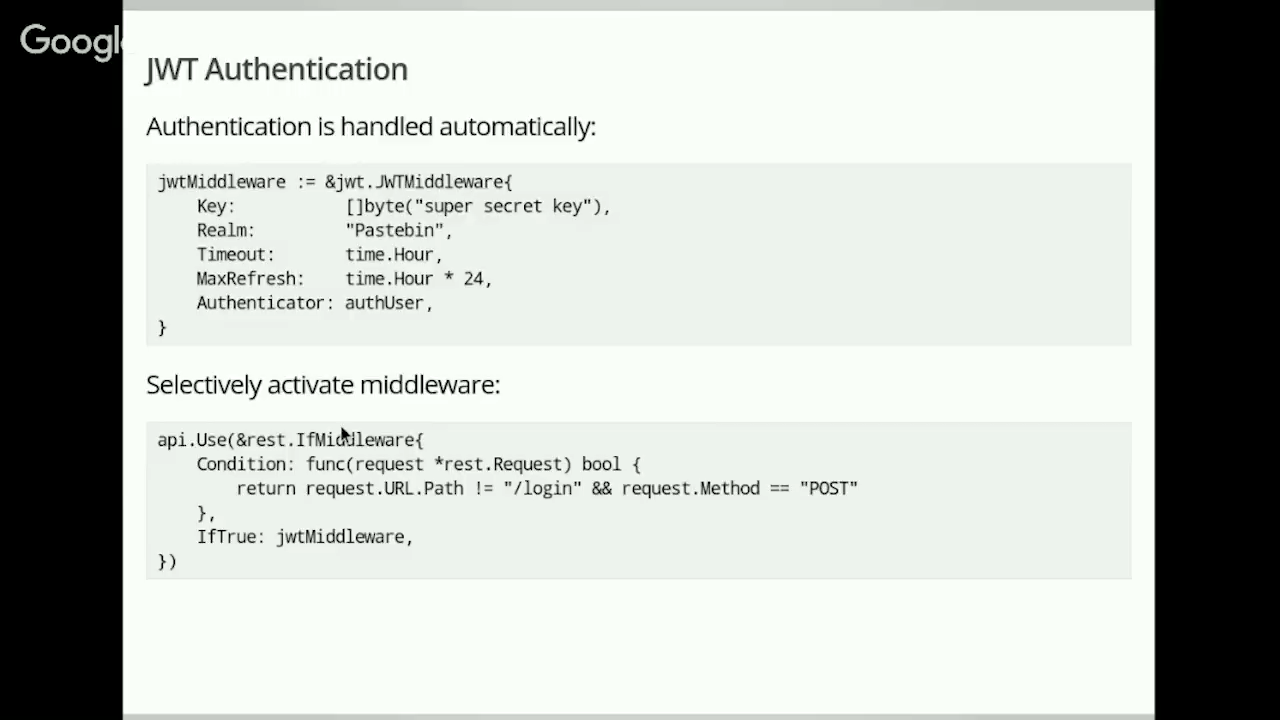 Google
JWT Authentication
Authentication is handled automatically:
jwtMiddleware := &jwt.JWTMiddleware{
    Key:           []byte("super secret key"),
    Realm:         "Pastebin",
    Timeout:       time.Hour,
    MaxRefresh:    time.Hour * 24,
    Authenticator: authUser,
}
Selectively activate middleware:
api.Use(&rest.IfMiddleware{
    Condition: func(request *rest.Request) bool {
        return request.URL.Path != "/login" && request.Method == "POST"
    },
    IfTrue: jwtMiddleware,
})